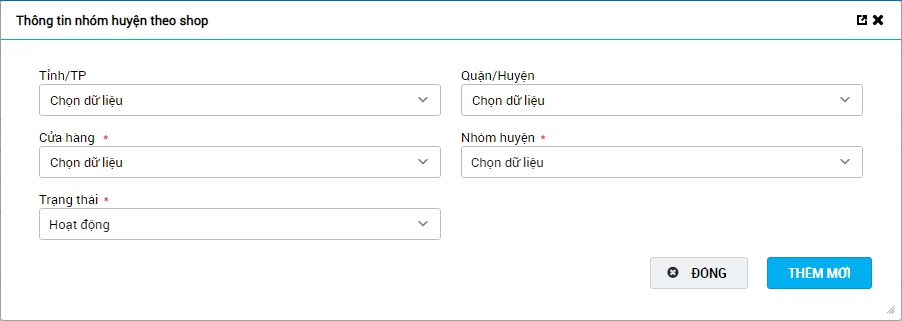 Thông tin nhóm huyện theo shop
Tỉnh/TP
Quận/Huyện
Chọn dữ liệu
Chọn dữ liệu
Cửa hàng *
Nhóm huyện *
Chọn dữ liệu
Chọn dữ liệu
Trạng thái *
Hoạt động
ĐÓNG
THÊM MỚI